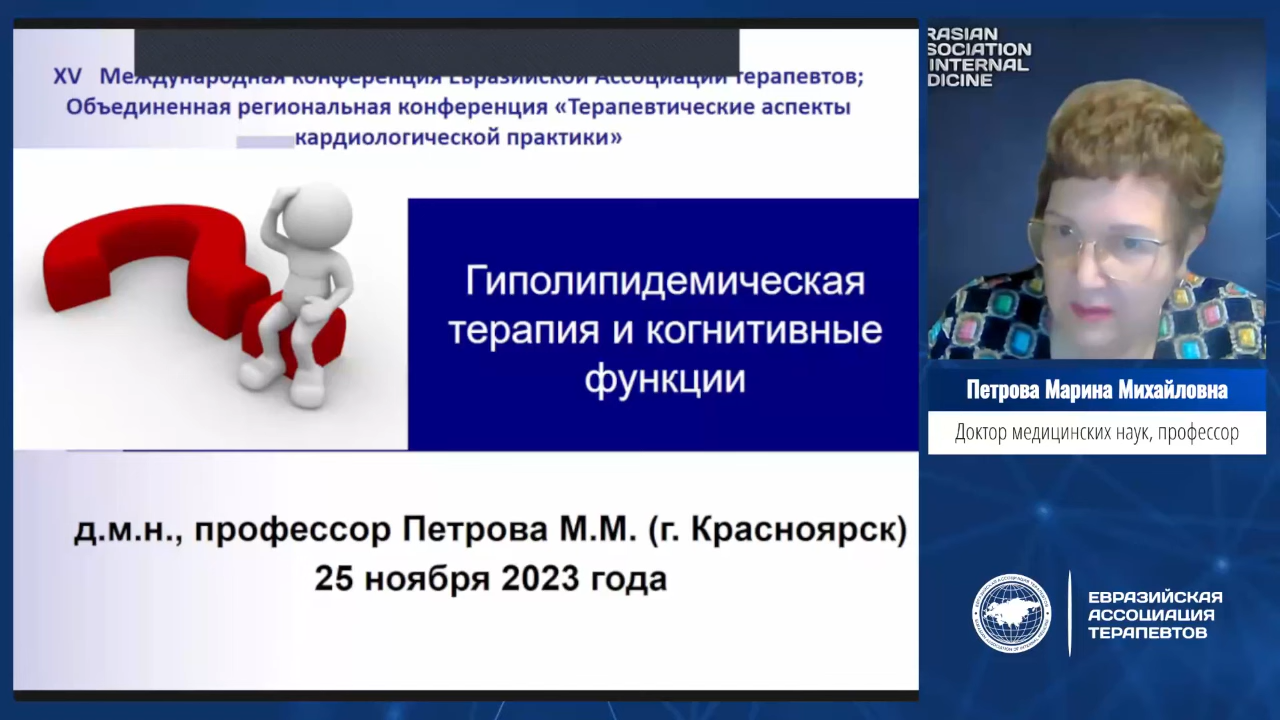 XV Международная конференция Евразийской Ассоциации терапевтов;
Объединенная региональная конференция «Терапевтические аспекты
кардиологической практики»
Гиполипидемическая
терапия и когнитивные
функции
д.м.н., профессор Петрова М.М. (г. Красноярск)
25 ноября 2023 года
RASIAN
SOCIATION
INTERNAL
DICINE
Петрова Марина Михайловна
Доктор медицинских наук, профессор
ЕВРАЗИЙСКАЯ
АССОЦИАЦИЯ
ТЕРАПЕВТОВ